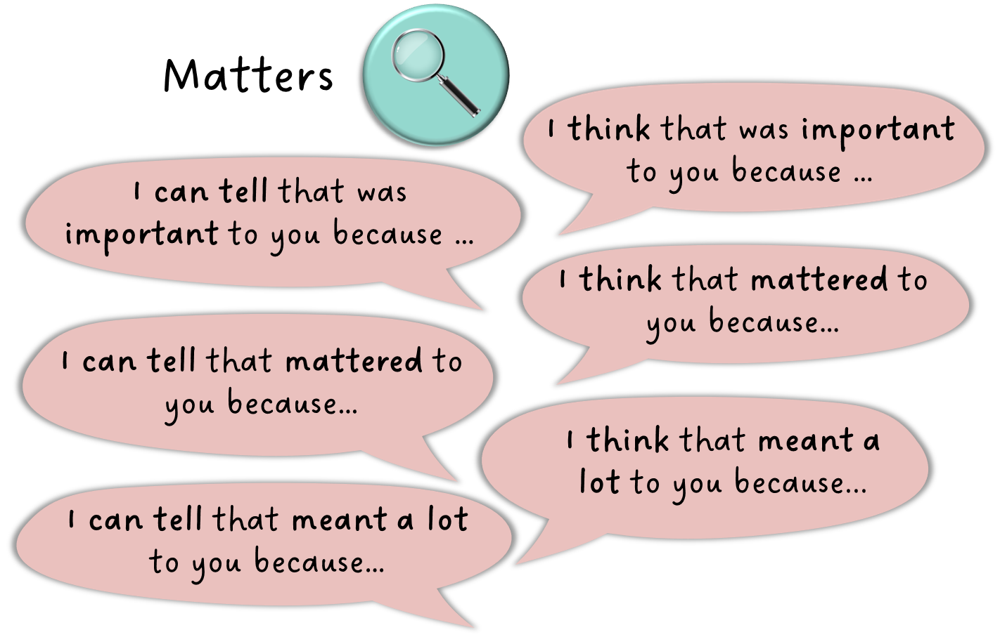 Matters
I can tell that was
important to you because ...
I can tell that mattered to
you because...
I can tell that meant a lot
to you because...
I think that was important
to you because ...
I think that mattered to
you because...
I think that meant a
lot to you because...